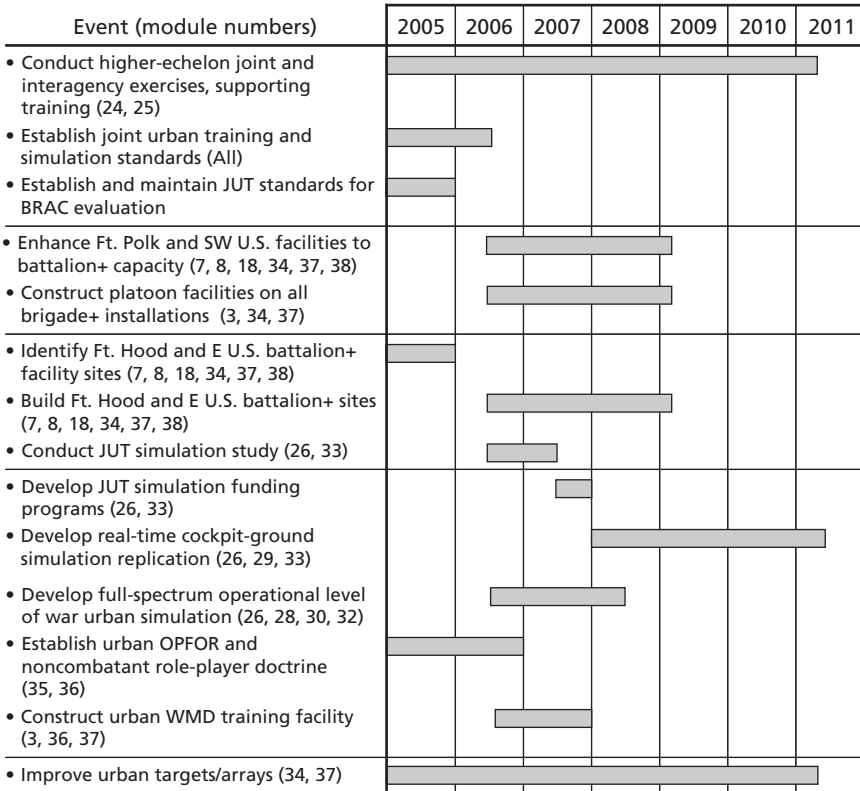 Event (module numbers) 2005 2006 2007 2008 2009 2010 2011
• Conduct higher-echelon joint and
interagency exercises, supporting
training (24, 25)
• Establish joint urban training and
simulation standards (All)
• Establish and maintain JUT standards for
BRAC evaluation
• Enhance Ft. Polk and SW U.S. facilities to
battalion+ capacity (7, 8, 18, 34, 37, 38)
• Construct platoon facilities on all
brigade+ installations (3, 34, 37)
• Identify Ft. Hood and E U.S. battalion+
facility sites (7, 8, 18, 34, 37, 38)
• Build Ft. Hood and E U.S. battalion+ sites
(7, 8, 18, 34, 37, 38)
• Conduct JUT simulation study (26, 33)
• Develop JUT simulation funding
programs (26, 33)
• Develop real-time cockpit-ground
simulation replication (26, 29, 33)
• Develop full-spectrum operational level
of war urban simulation (26, 28, 30, 32)
• Establish urban OPFOR and
noncombatant role-player doctrine
(35, 36)
• Construct urban WMD training facility
(3, 36, 37)
• Improve urban targets/arrays (34, 37)